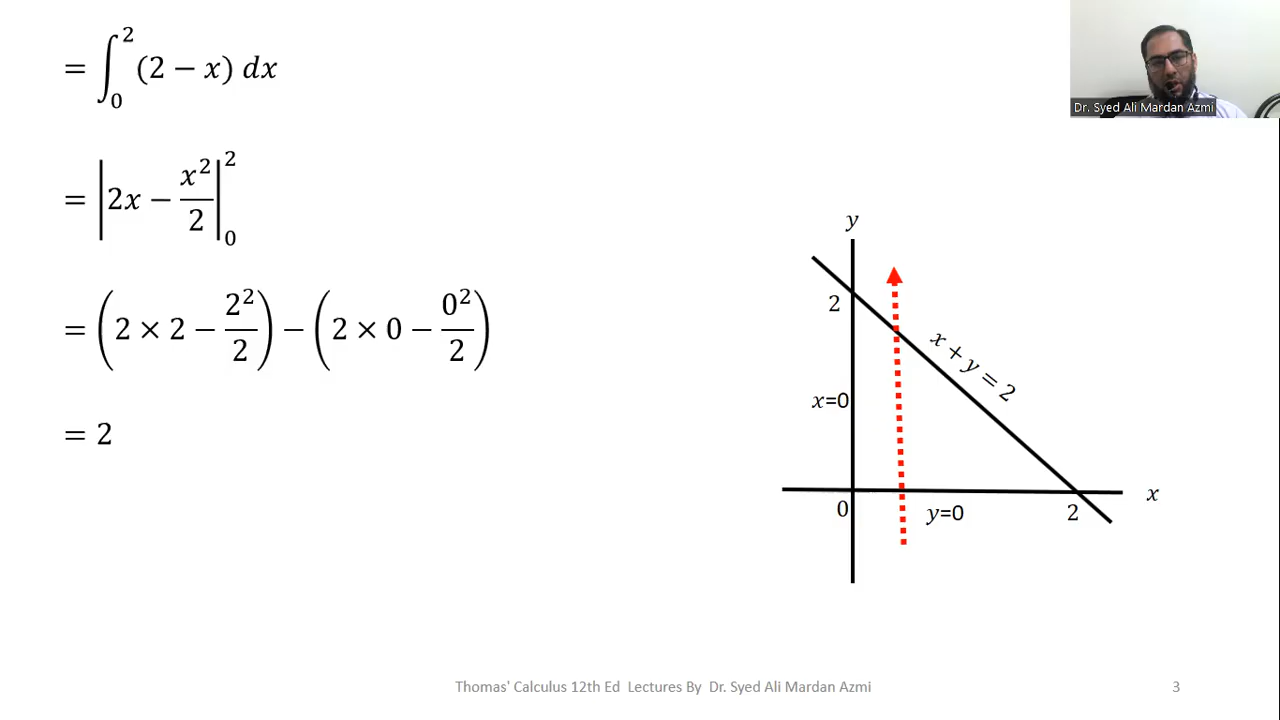 = ∫₀² (2 − x) dx
= |2x − x²/2|₀²
= (2 × 2 − 2²/2) − (2 × 0 − 0²/2)
= 2
Dr. Syed Ali Mardan Azmi
y
2
x + y = 2
x=0
x
0
y=0
2
Thomas' Calculus 12th Ed Lectures By Dr. Syed Ali Mardan Azmi
3